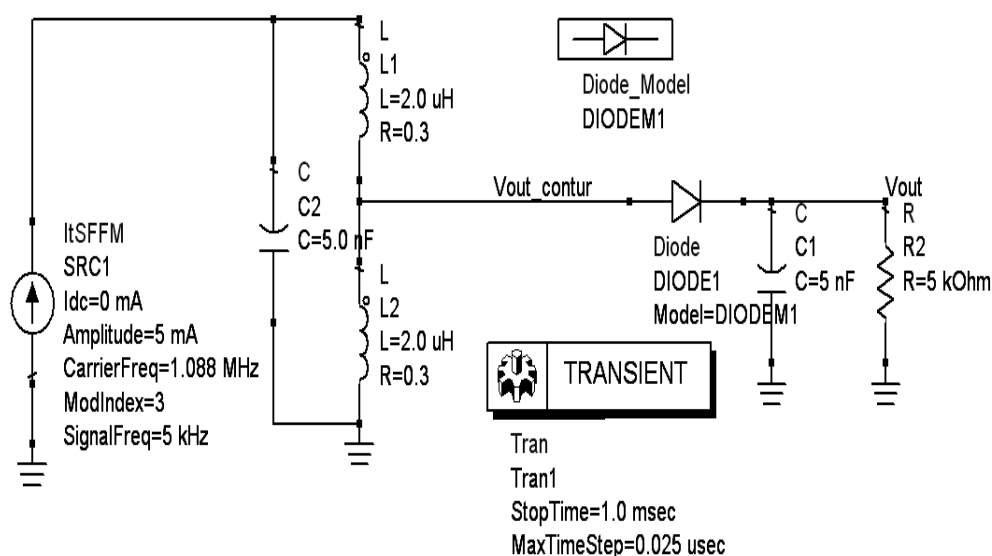 L
L1
L=2.0 uH
R=0.3
Diode_Model
DIODEM1
C
C2
C=5.0 nF
Vout_contur
Vout
ItSFFM
SRC1
Idc=0 mA
Amplitude=5 mA
CarrierFreq=1.088 MHz
ModIndex=3
SignalFreq=5 kHz
L
L2
L=2.0 uH
R=0.3
Diode
DIODE1
Model=DIODEM1
C
C1
C=5 nF
R
R2
R=5 kOhm
TRANSIENT
Tran
Tran1
StopTime=1.0 msec
MaxTimeStep=0.025 usec